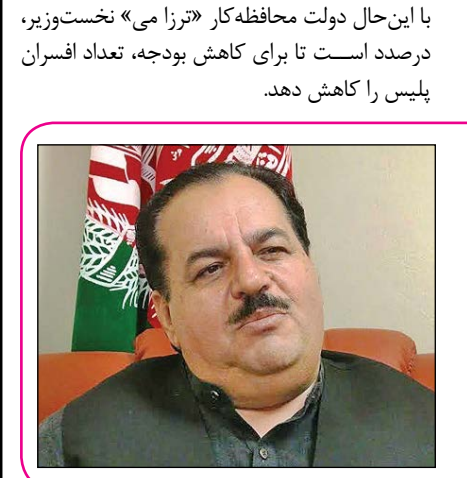 با این‌حال دولت محافظه‌کار «ترزا می» نخست‌وزیر،
درصدد اســت تا برای کاهش بودجه، تعداد افسران
پلیس را کاهش دهد.